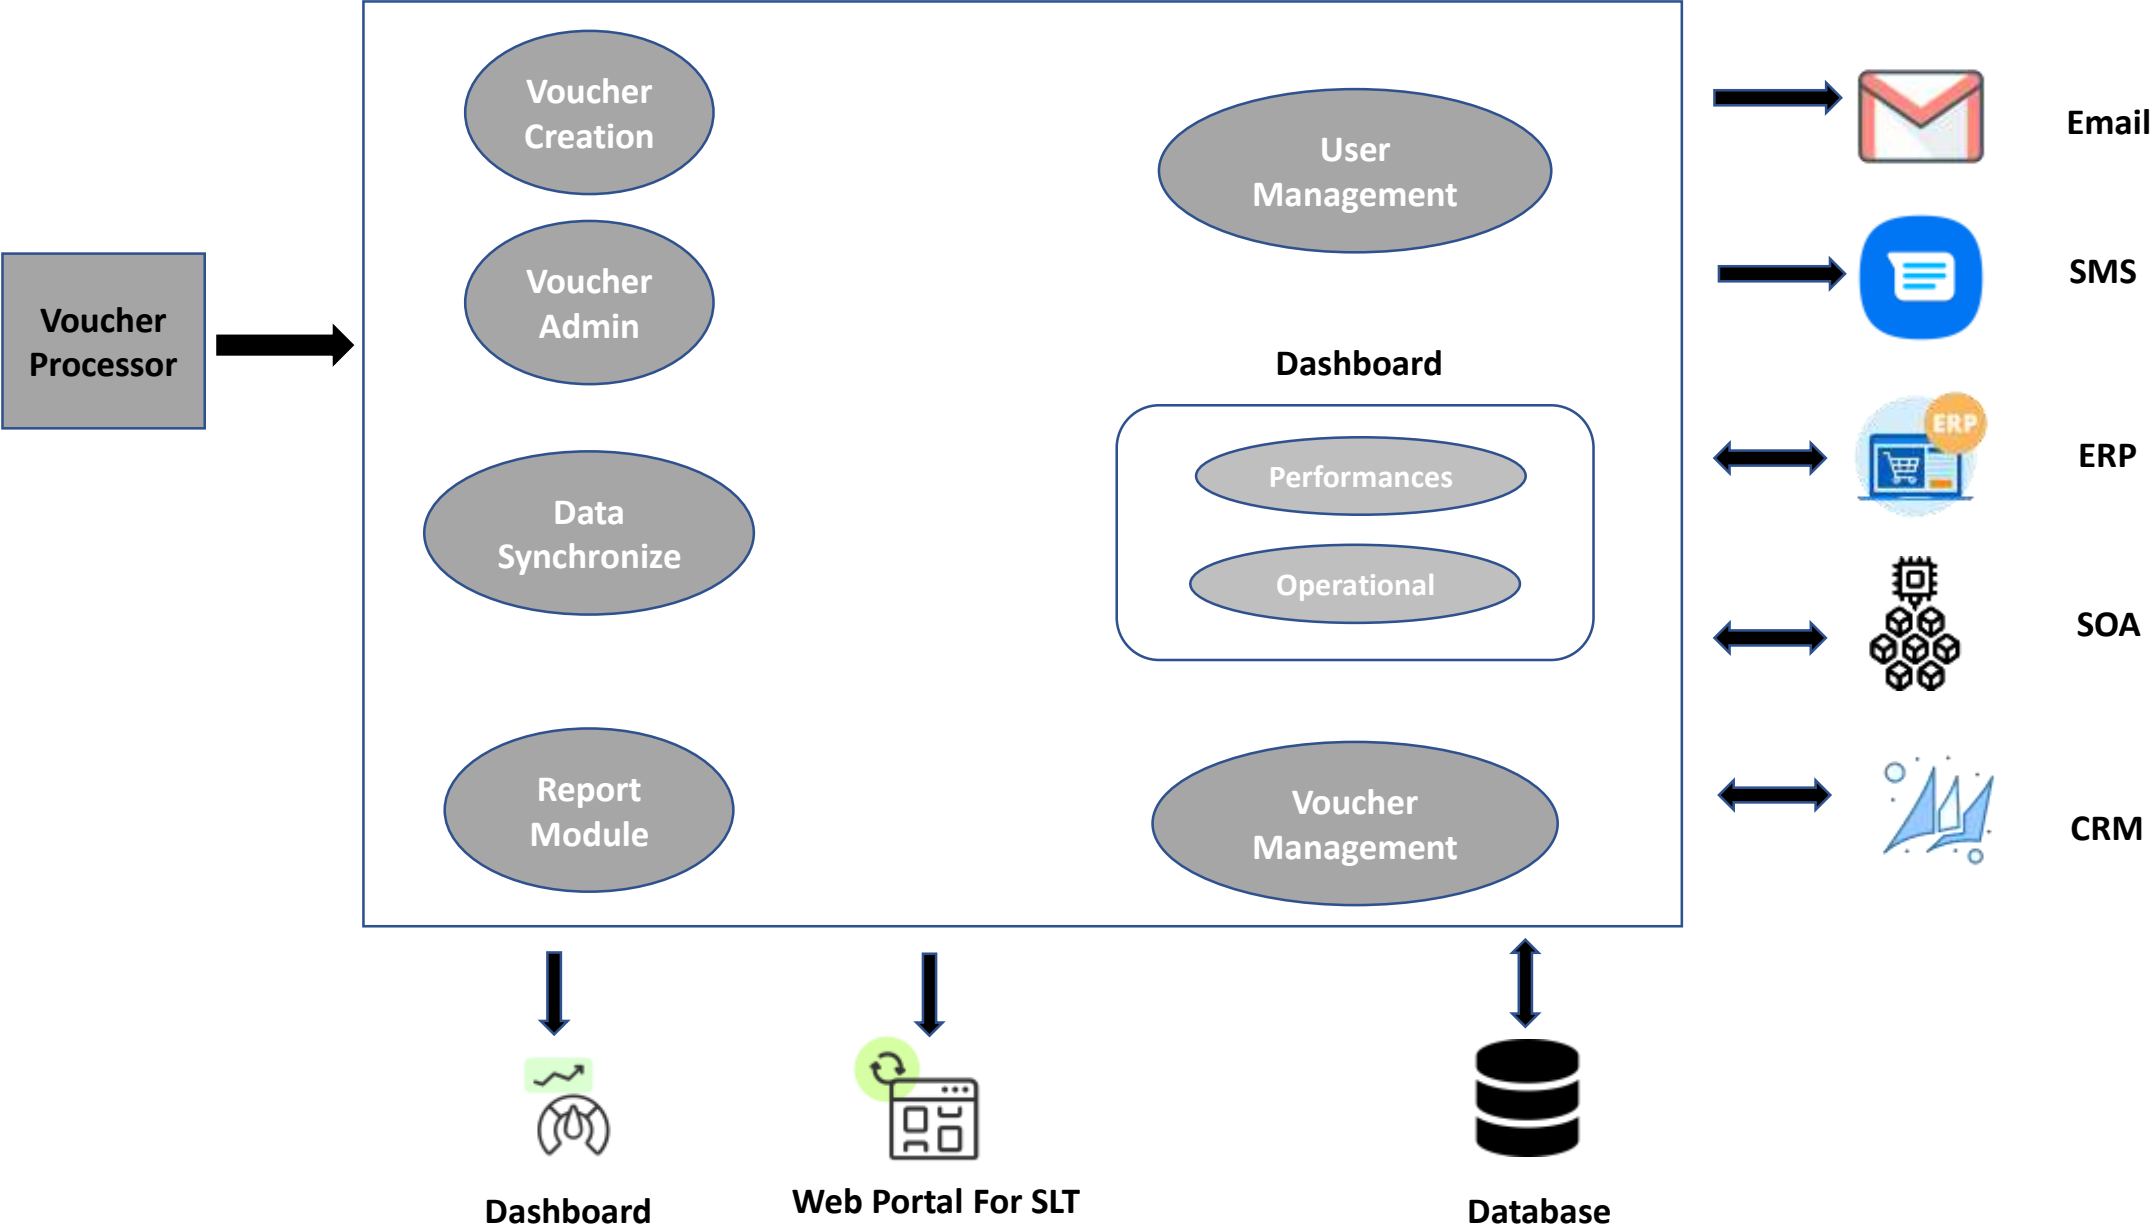 Voucher
Creation
User
Management
Email
Voucher
Admin
SMS
Voucher
Processor
Dashboard
Performances
ERP
ERP
Data
Synchronize
Operational
SOA
Report
Module
Voucher
Management
CRM
Dashboard
Web Portal For SLT
Database